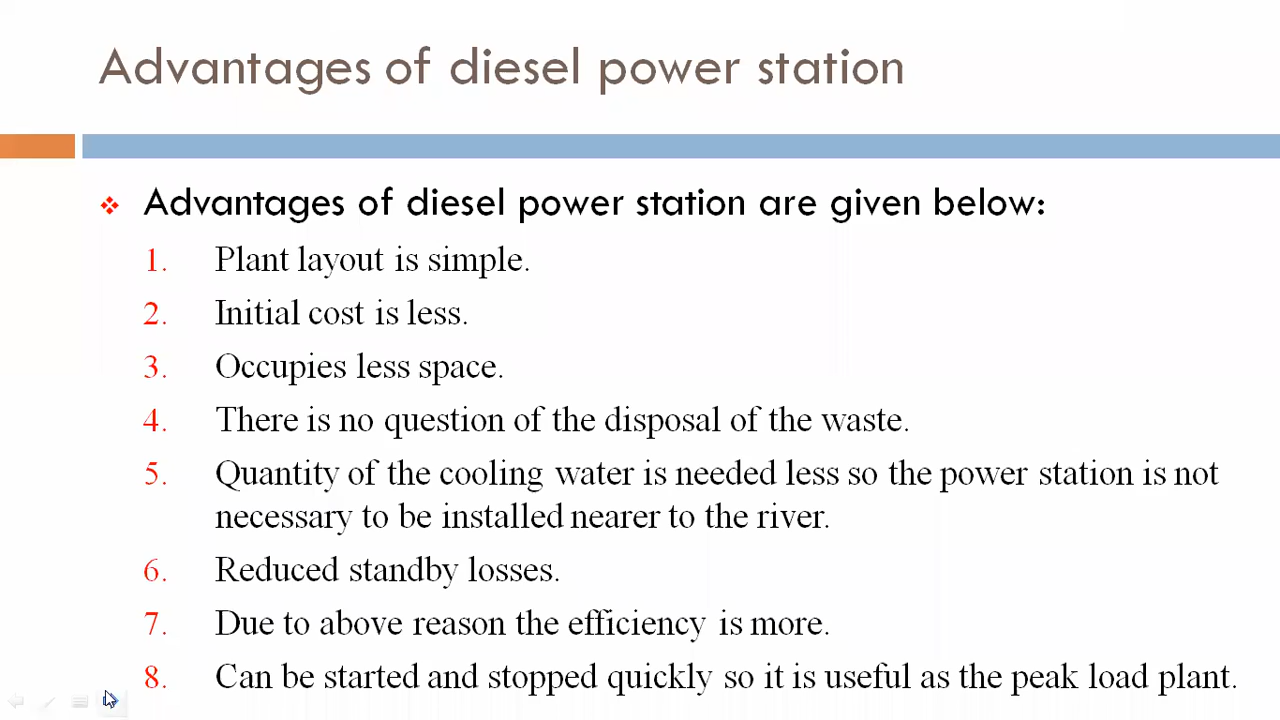 Advantages of diesel power station
Advantages of diesel power station are given below:
1. Plant layout is simple.
2. Initial cost is less.
3. Occupies less space.
4. There is no question of the disposal of the waste.
5. Quantity of the cooling water is needed less so the power station is not
necessary to be installed nearer to the river.
6. Reduced standby losses.
7. Due to above reason the efficiency is more.
8. Can be started and stopped quickly so it is useful as the peak load plant.